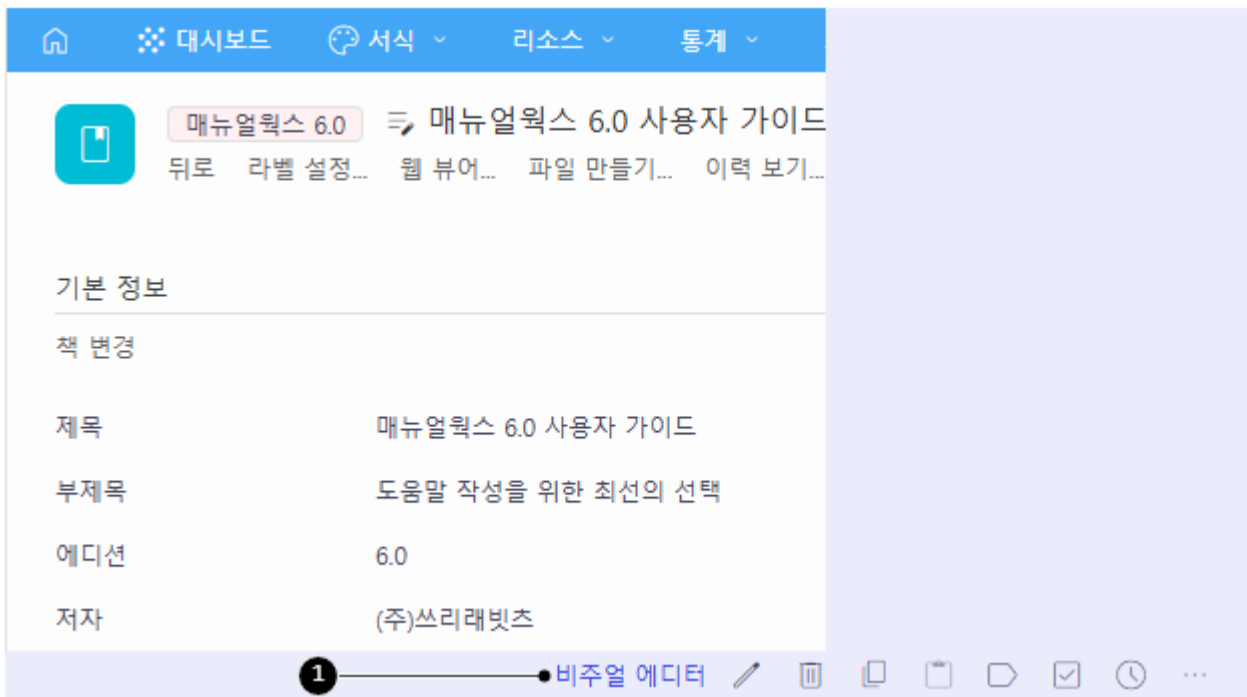 대시보드 서식 리소스 통계
매뉴얼웍스 6.0 매뉴얼웍스 6.0 사용자 가이드
뒤로 라벨 설정... 웹 뷰어... 파일 만들기... 이력 보기...
기본 정보
책 변경
제목 매뉴얼웍스 6.0 사용자 가이드
부제목 도움말 작성을 위한 최선의 선택
에디션 6.0
저자 (주)쓰리래빗츠
1 비주얼 에디터